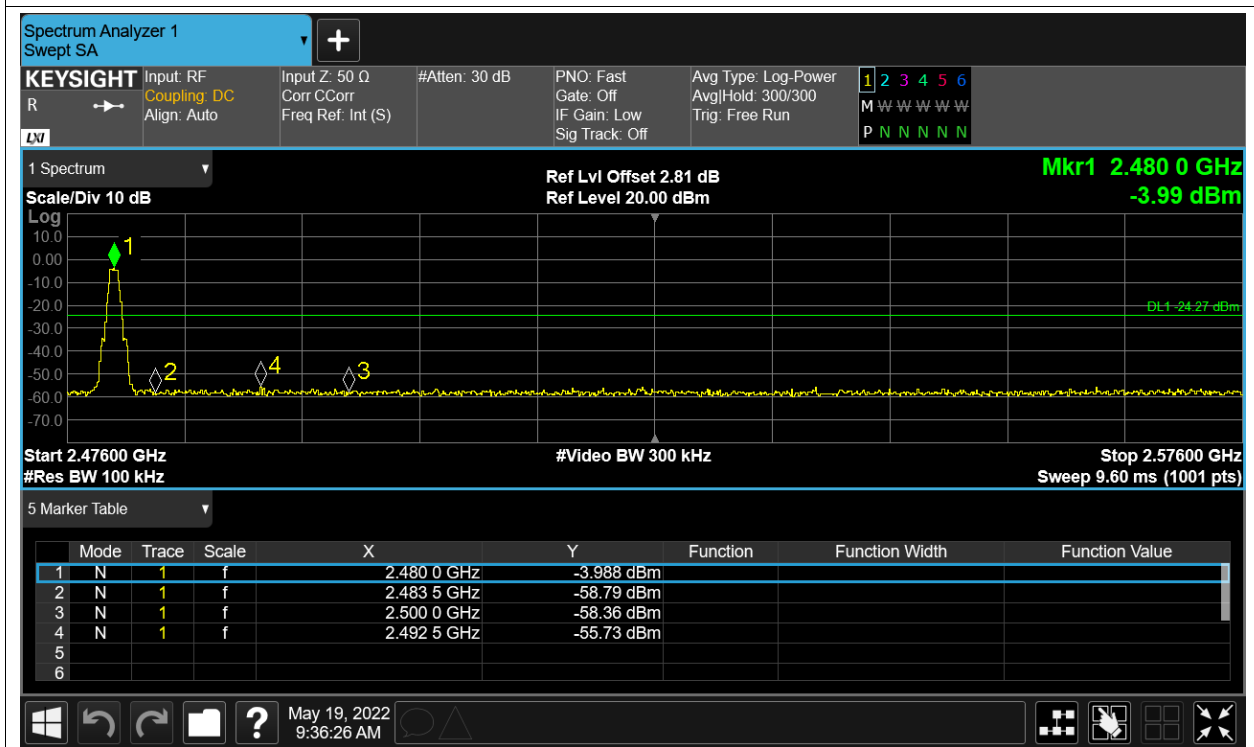 Spectrum Analyzer 1
Swept SA
+
KEYSIGHT
R
LXI
Input: RF
Coupling: DC
Align: Auto
Input Z: 50 Ω
Corr CCorr
Freq Ref: Int (S)
#Atten: 30 dB
PNO: Fast
Gate: Off
IF Gain: Low
Sig Track: Off
Avg Type: Log-Power
Avg|Hold: 300/300
Trig: Free Run
1 2 3 4 5 6
M W W W W W
P N N N N N
1 Spectrum
Scale/Div 10 dB
Ref Lvl Offset 2.81 dB
Ref Level 20.00 dBm
Mkr1 2.480 0 GHz
-3.99 dBm
Log
10.0
0.00
-10.0
-20.0
-30.0
-40.0
-50.0
-60.0
-70.0
1
2
4
3
DL1 -24.27 dBm
Start 2.47600 GHz
#Res BW 100 kHz
#Video BW 300 kHz
Stop 2.57600 GHz
Sweep 9.60 ms (1001 pts)
5 Marker Table
Mode Trace Scale X Y Function Function Width Function Value
1 N 1 f 2.480 0 GHz -3.988 dBm
2 N 1 f 2.483 5 GHz -58.79 dBm
3 N 1 f 2.500 0 GHz -58.36 dBm
4 N 1 f 2.492 5 GHz -55.73 dBm
5
6
?
May 19, 2022
9:36:26 AM